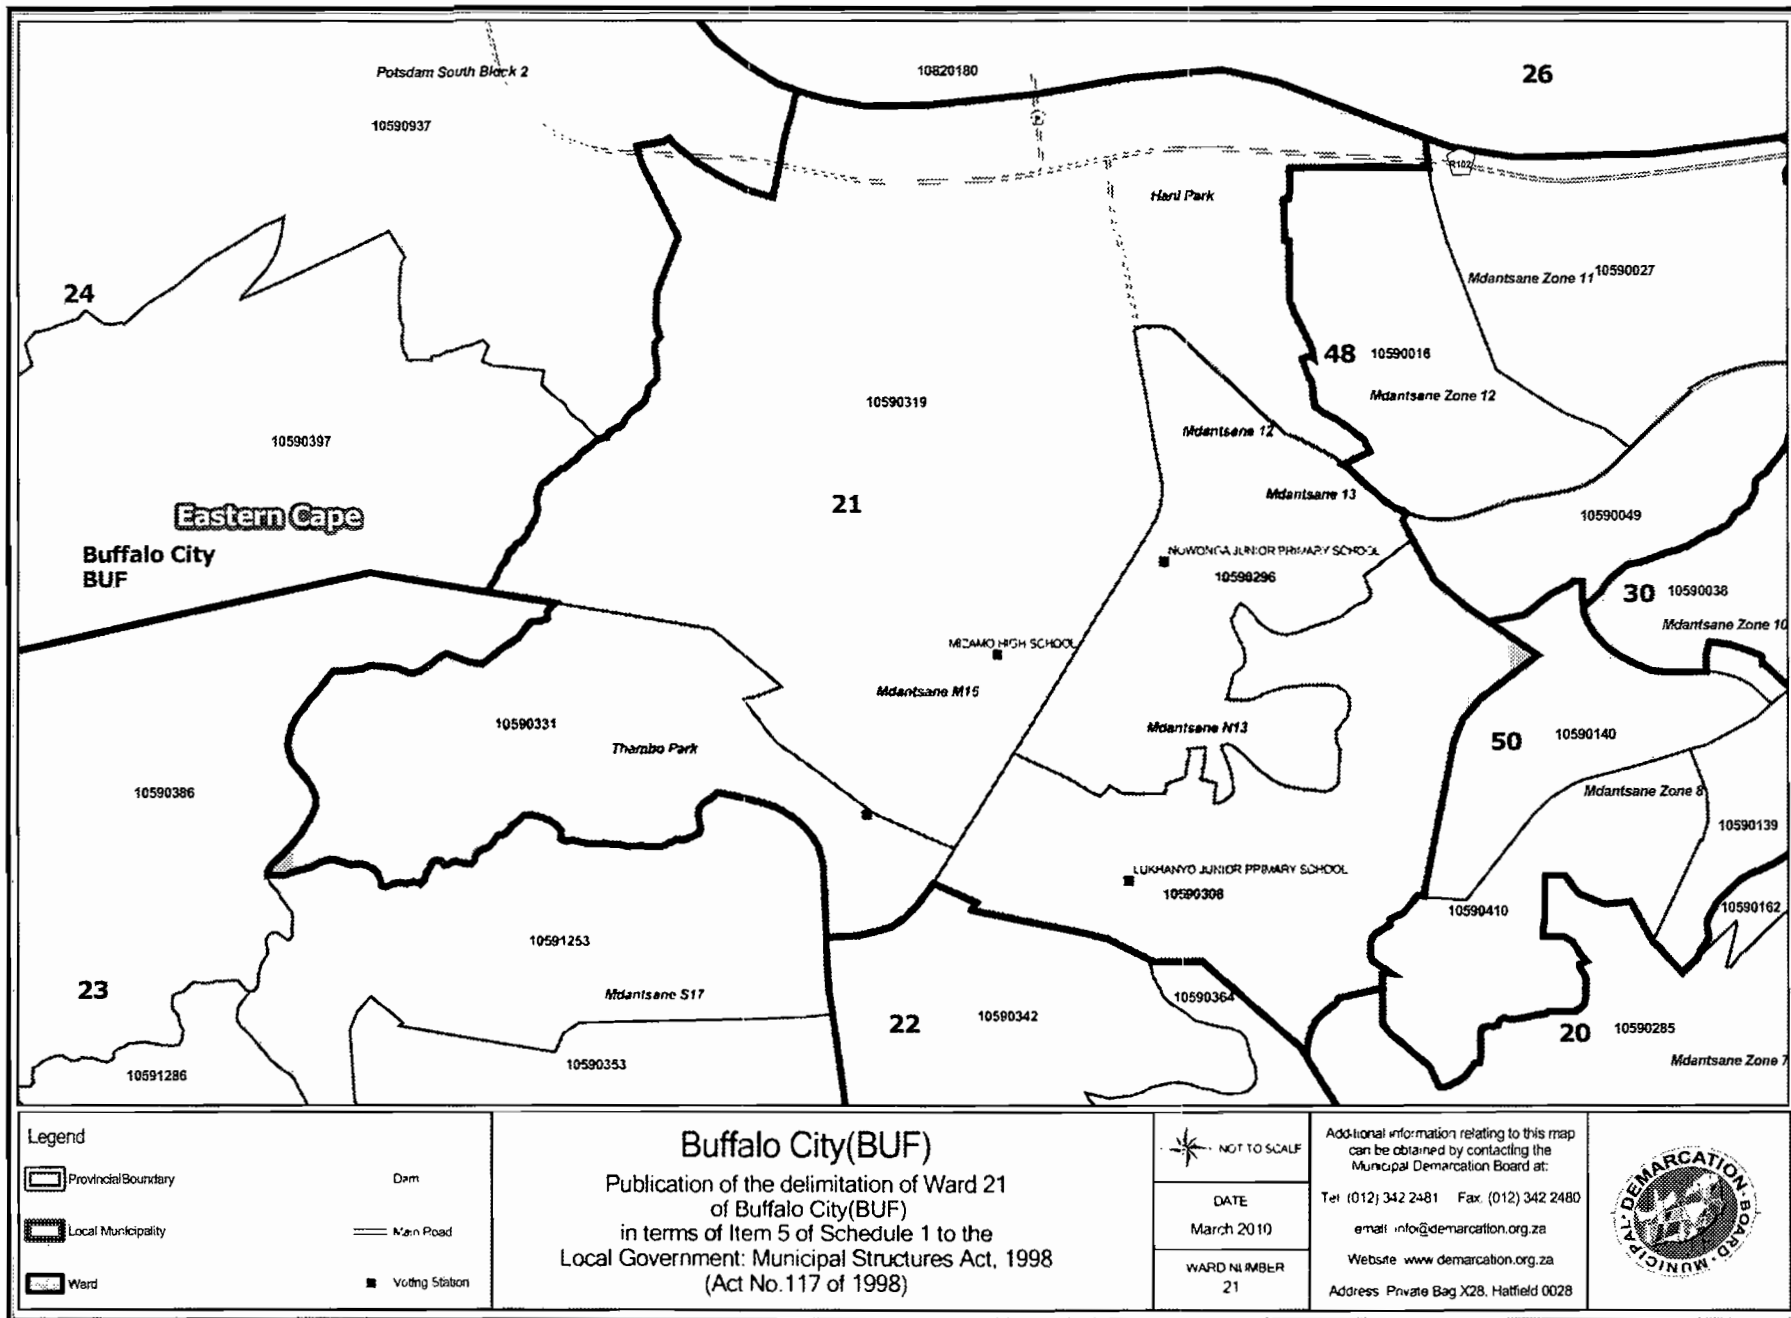 Potsdam South Block 2
10820180
26
10590937
R102
Hani Park
24
Mdantsane Zone 11
10590027
48
10590016
Mdantsane Zone 12
10590319
Mdantsane 12
10590397
21
Mdantsane 13
Eastern Cape
10590049
Buffalo City
BUF
10590296
30
10590038
Mdantsane Zone 10
MIZAMO HIGH SCHOOL
Mdantsane M15
10590331
Thambo Park
Mdantsane N13
50
10590140
10590386
Mdantsane Zone 8
10590139
LUKHANYO JUNIOR PRIMARY SCHOOL
10590308
10590410
10590162
10591253
23
Mdantsane S17
10590364
22
10590342
20
10590285
Mdantsane Zone 7
10590353
10591286
Legend
Provincial Boundary
Dam
Local Municipality
Main Road
Ward
Voting Station
Buffalo City(BUF)
Publication of the delimitation of Ward 21
of Buffalo City(BUF)
in terms of Item 5 of Schedule 1 to the
Local Government: Municipal Structures Act, 1998
(Act No.117 of 1998)
NOT TO SCALE
DATE
March 2010
WARD NUMBER
21
Additional information relating to this map
can be obtained by contacting the
Municipal Demarcation Board at:
Tel (012) 342 2481 Fax. (012) 342 2480
email info@demarcation.org.za
Website www demarcation.org.za
Address Private Bag X28, Hatfield 0028
MUNICIPAL DEMARCATION BOARD